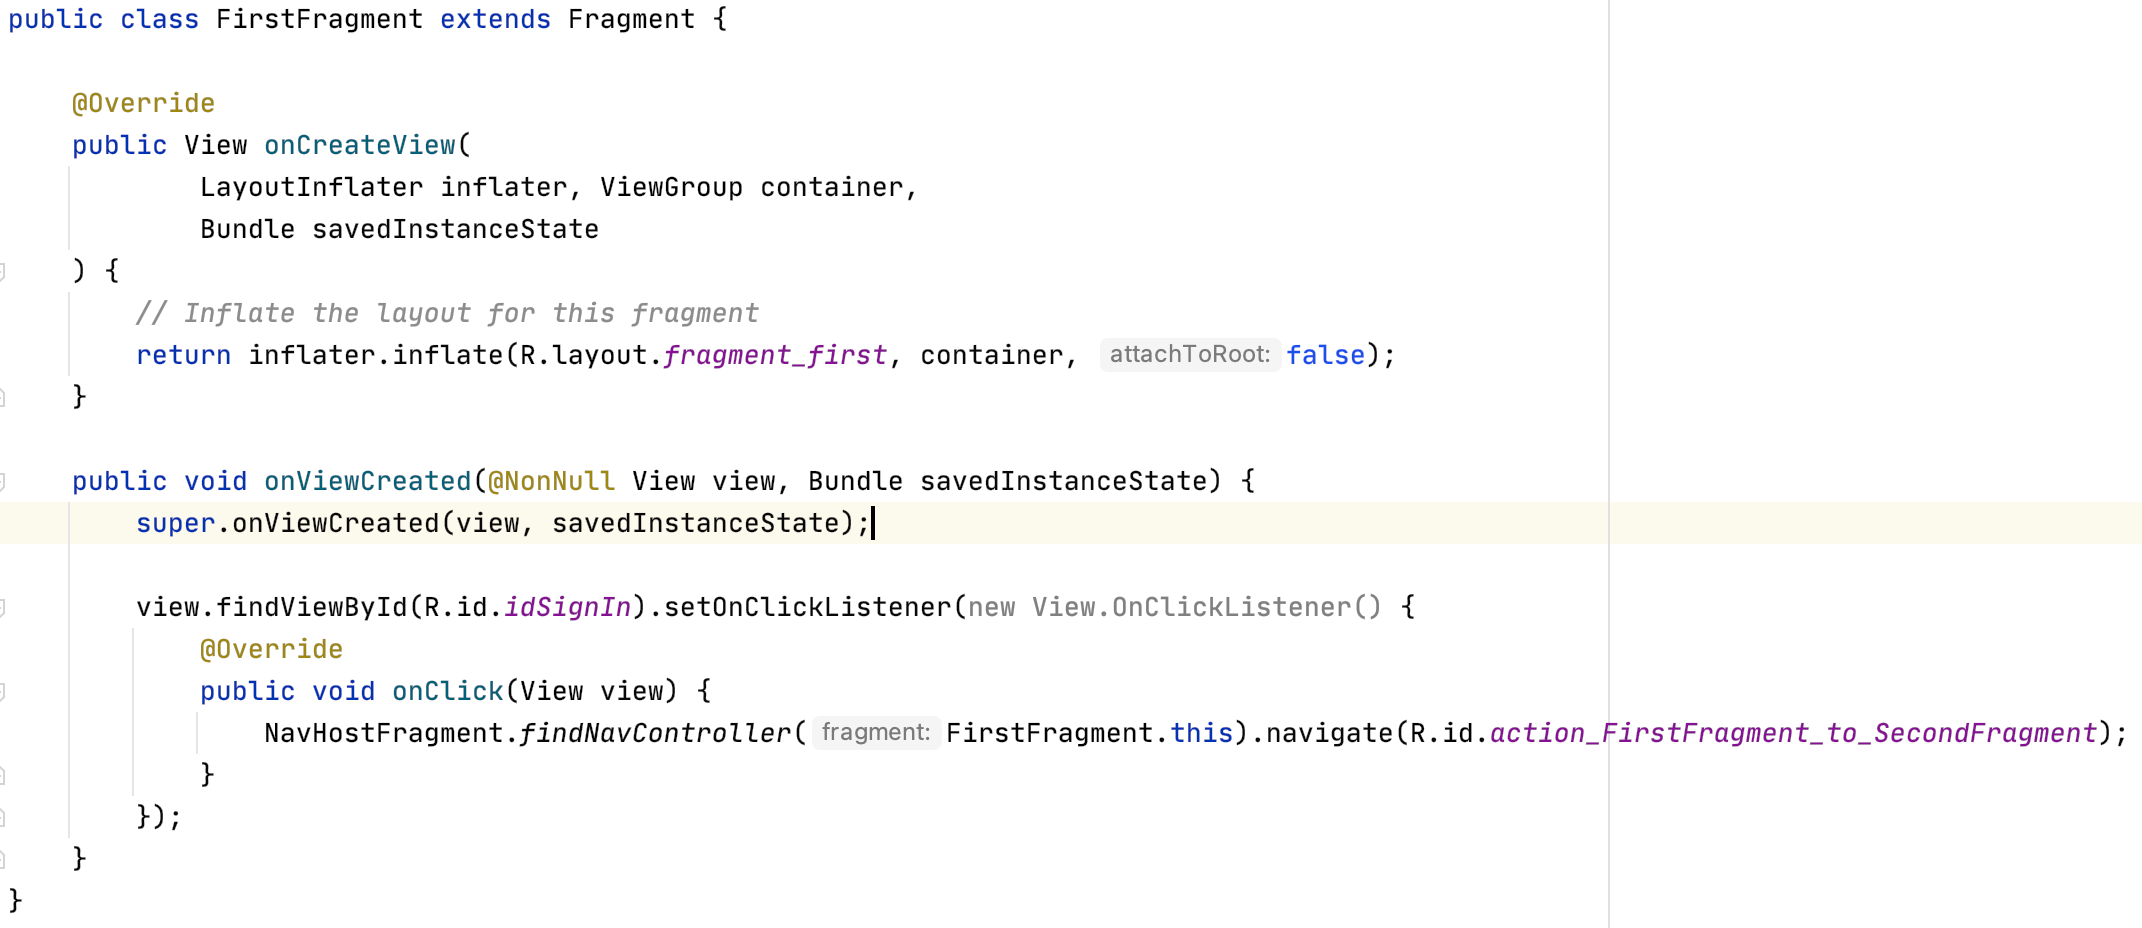 public class FirstFragment extends Fragment {
@Override
public View onCreateView(
LayoutInflater inflater, ViewGroup container,
Bundle savedInstanceState
) {
// Inflate the layout for this fragment
return inflater.inflate(R.layout.fragment_first, container, attachToRoot: false);
}
public void onViewCreated(@NonNull View view, Bundle savedInstanceState) {
super.onViewCreated(view, savedInstanceState);
view.findViewById(R.id.idSignIn).setOnClickListener(new View.OnClickListener() {
@Override
public void onClick(View view) {
NavHostFragment.findNavController( fragment: FirstFragment.this).navigate(R.id.action_FirstFragment_to_SecondFragment);
}
});
}
}